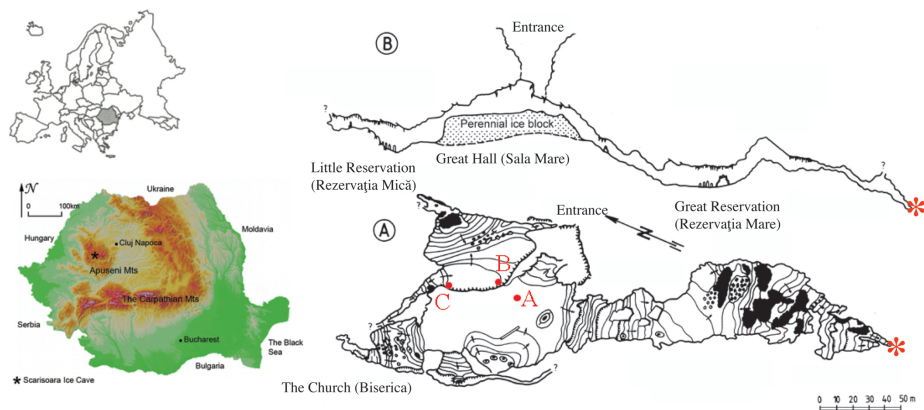 B
Entrance
?
Perennial ice block
?
Little Reservation
(Rezervaţia Mică)
Great Hall (Sala Mare)
Great Reservation
(Rezervaţia Mare)
*
N
0 100km
Ukraine
Moldavia
Hungary
Cluj Napoca
Apuseni Mts
The Carpathian Mts
Serbia
Bucharest
The Black
Sea
Bulgaria
* Scarisoara Ice Cave
?
A
Entrance
N
B
C
A
?
?
?
*
The Church (Biserica)
0 10 20 30 40 50 m